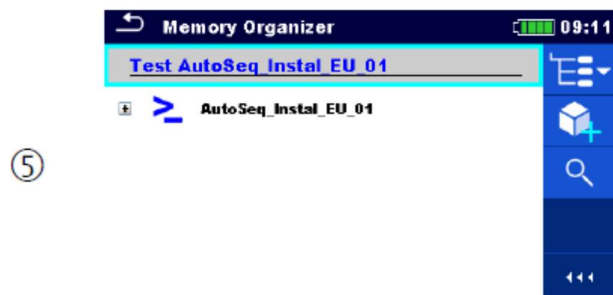 Memory Organizer 09:11
Test AutoSeq_Instal_EU_01
AutoSeq_Instal_EU_01
⑤